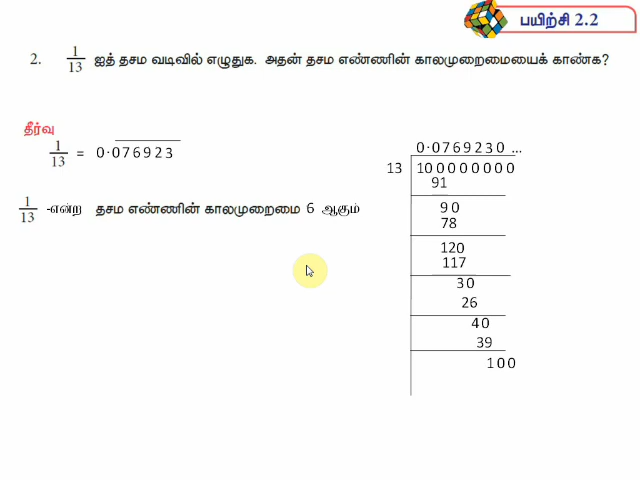 பயிற்சி 2.2
2. 1/13 ஐத் தசம வடிவில் எழுதுக. அதன் தசம எண்ணின் காலமுறைமையைக் காண்க?
தீர்வு
1/13 = 0·076923
1/13 -என்ற தசம எண்ணின் காலமுறைமை 6 ஆகும்
0·0769230 ...
13 100000000
91
90
78
120
117
30
26
40
39
100